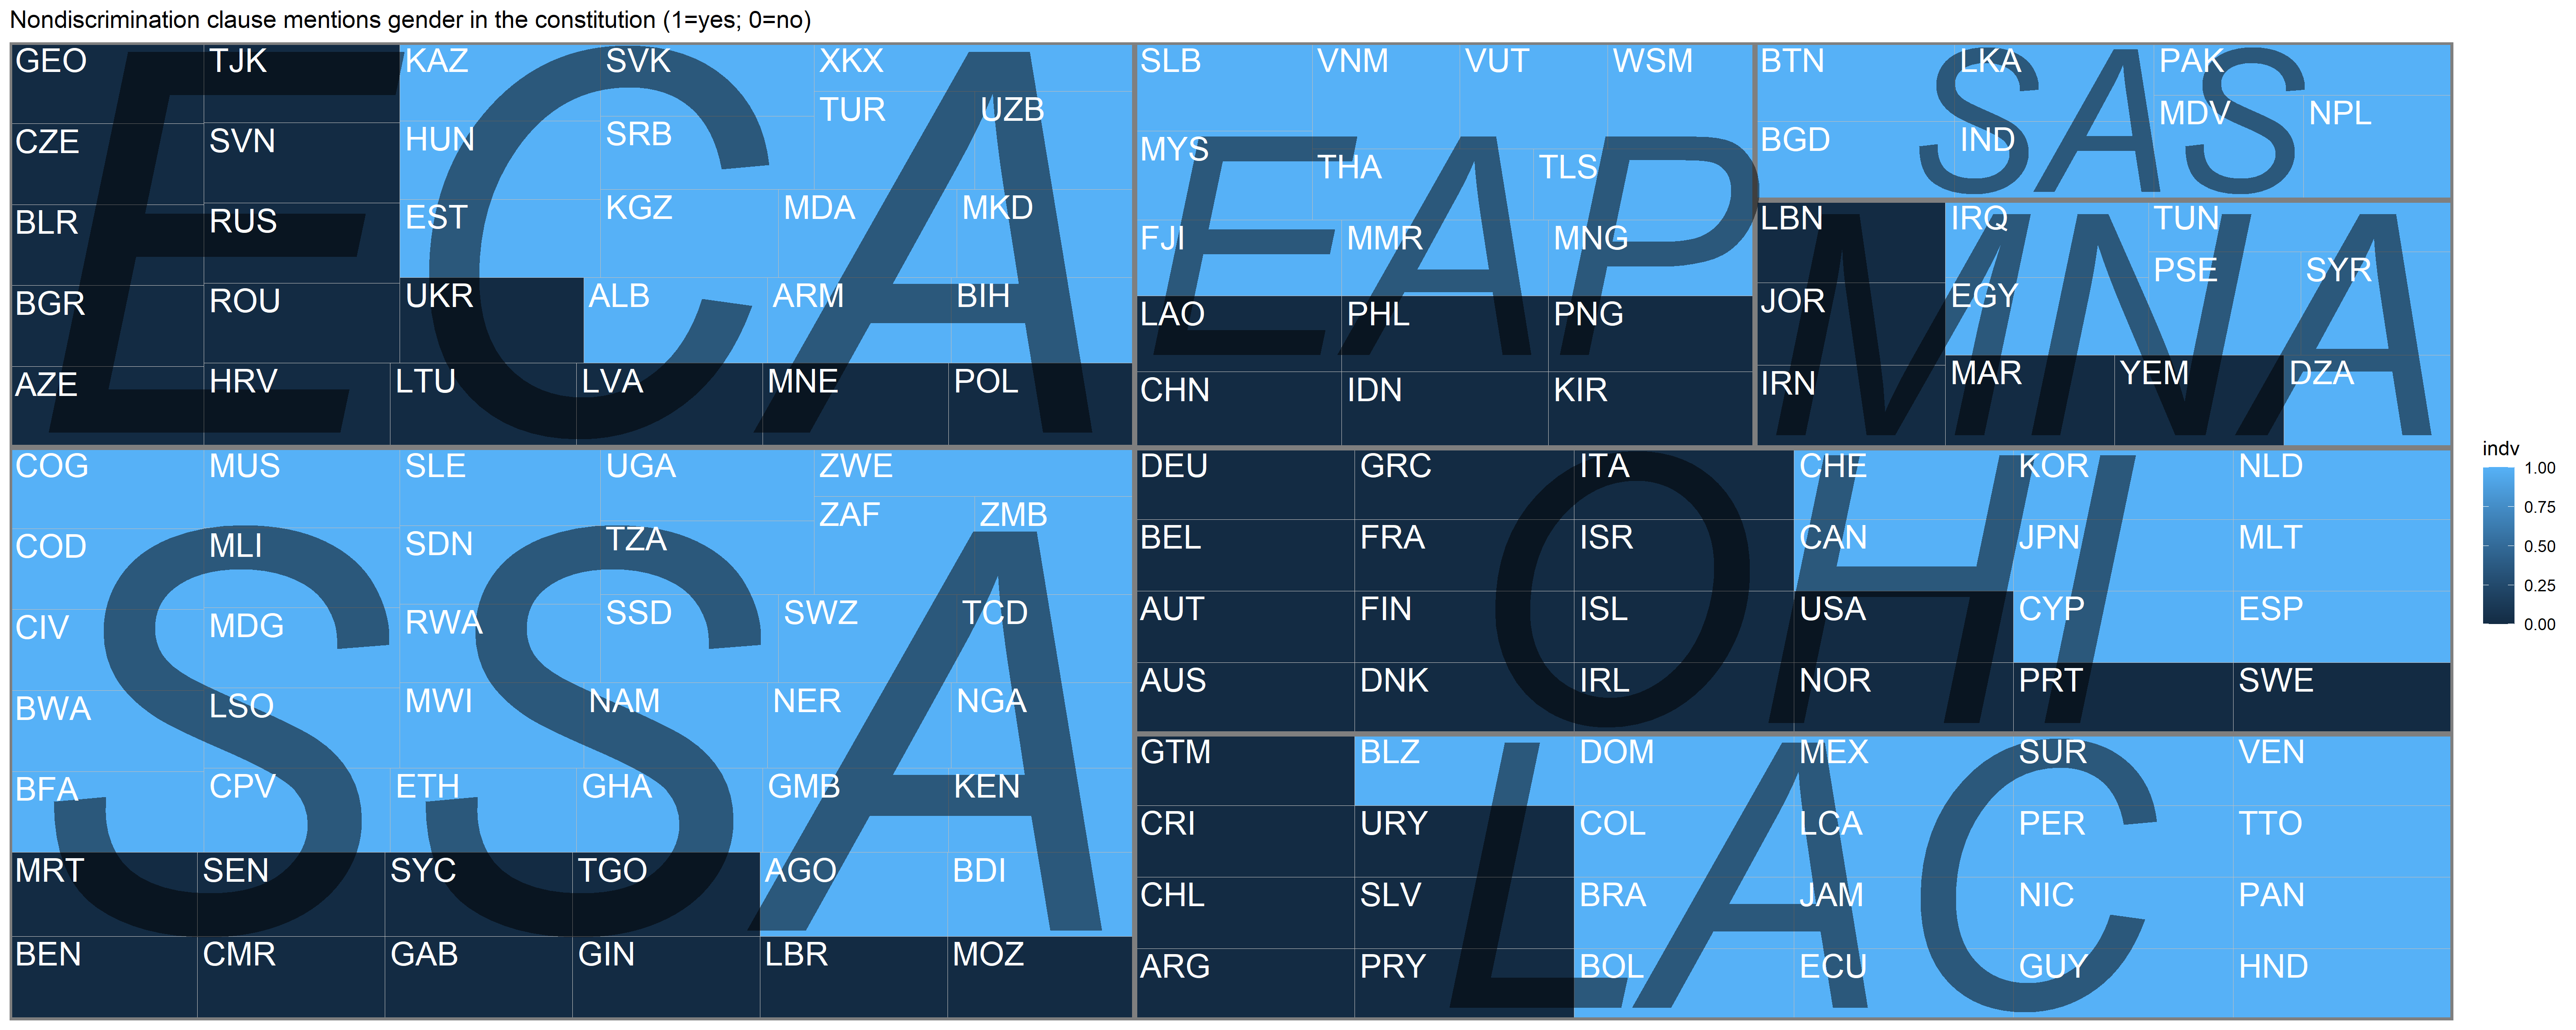 Nondiscrimination clause mentions gender in the constitution (1=yes; 0=no)
ECA
GEO TJK KAZ SVK XKX
TUR UZB
CZE SVN HUN SRB
BLR RUS EST KGZ MDA MKD
BGR ROU UKR ALB ARM BIH
AZE HRV LTU LVA MNE POL
EAP
SLB VNM VUT WSM
MYS THA TLS
FJI MMR MNG
LAO PHL PNG
CHN IDN KIR
SAS
BTN LKA PAK
MDV NPL
BGD IND
MNA
LBN IRQ TUN
PSE SYR
JOR EGY
IRN MAR YEM DZA
SSA
COG MUS SLE UGA ZWE
ZAF ZMB
COD MLI SDN TZA
CIV MDG RWA SSD SWZ TCD
BWA LSO MWI NAM NER NGA
BFA CPV ETH GHA GMB KEN
MRT SEN SYC TGO AGO BDI
BEN CMR GAB GIN LBR MOZ
OHI
DEU GRC ITA CHE KOR NLD
BEL FRA ISR CAN JPN MLT
AUT FIN ISL USA CYP ESP
AUS DNK IRL NOR PRT SWE
LAC
GTM BLZ DOM MEX SUR VEN
CRI URY COL LCA PER TTO
CHL SLV BRA JAM NIC PAN
ARG PRY BOL ECU GUY HND
indv
1.00
0.75
0.50
0.25
0.00